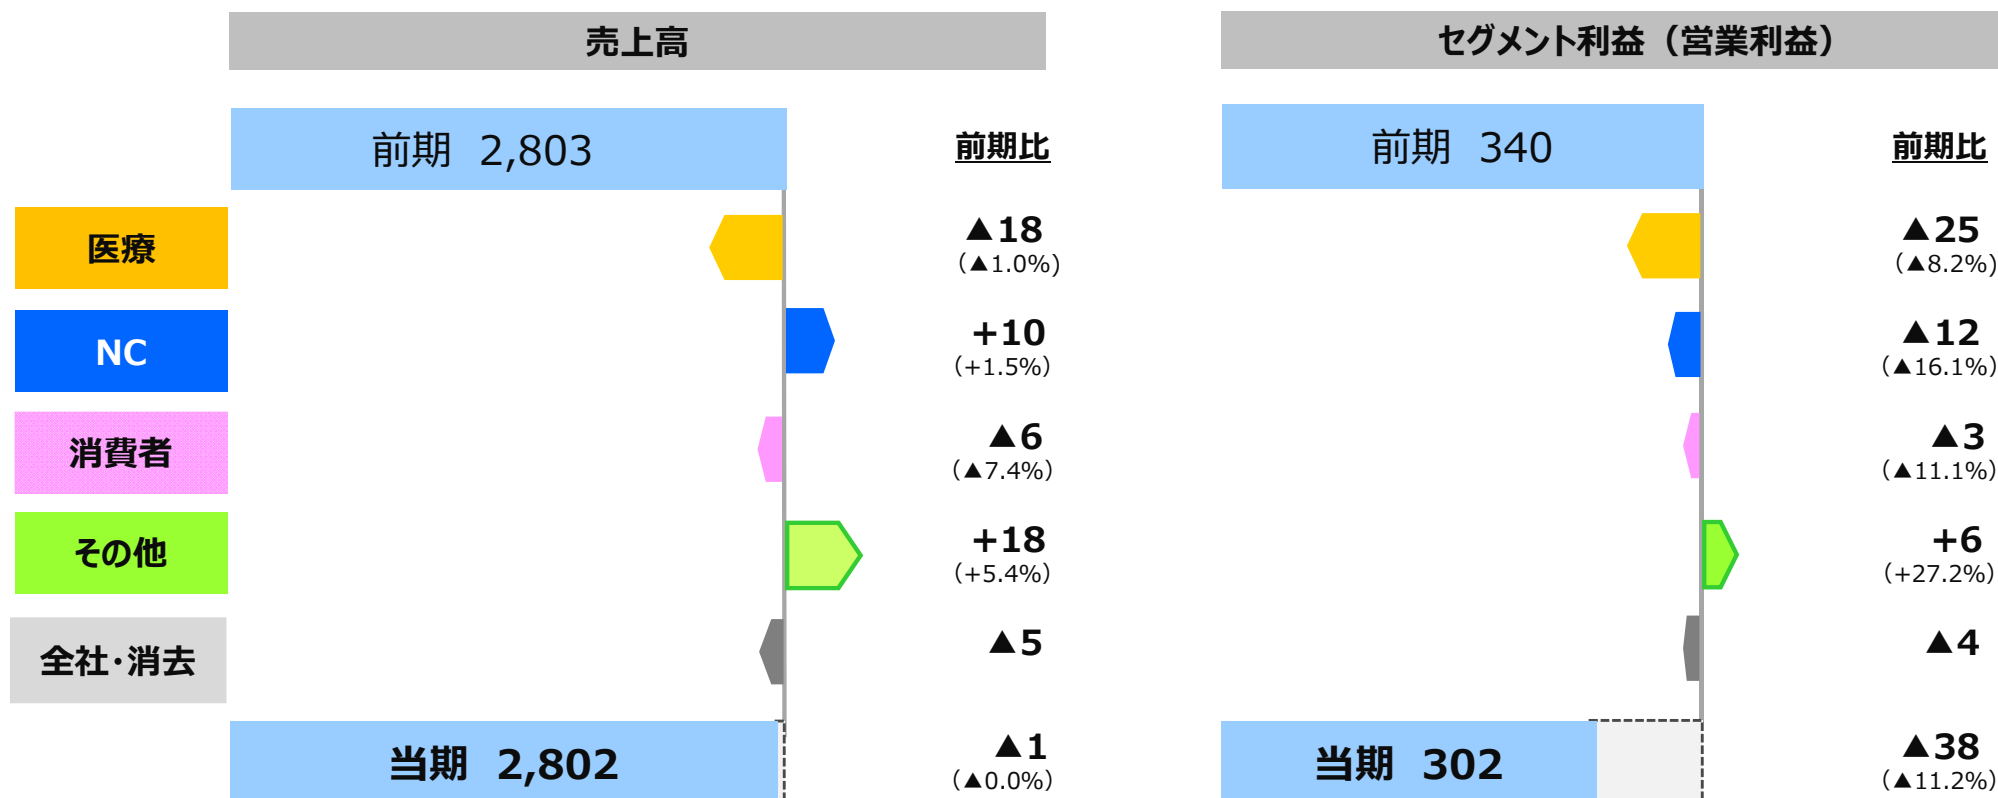 売上高
セグメント利益（営業利益）
前期 2,803
前期比
前期 340
前期比
医療
▲18
（▲1.0%）
▲25
（▲8.2%）
NC
+10
（+1.5%）
▲12
（▲16.1%）
消費者
▲6
（▲7.4%）
▲3
（▲11.1%）
その他
+18
（+5.4%）
+6
（+27.2%）
全社・消去
▲5
▲4
当期 2,802
▲1
（▲0.0%）
当期 302
▲38
（▲11.2%）